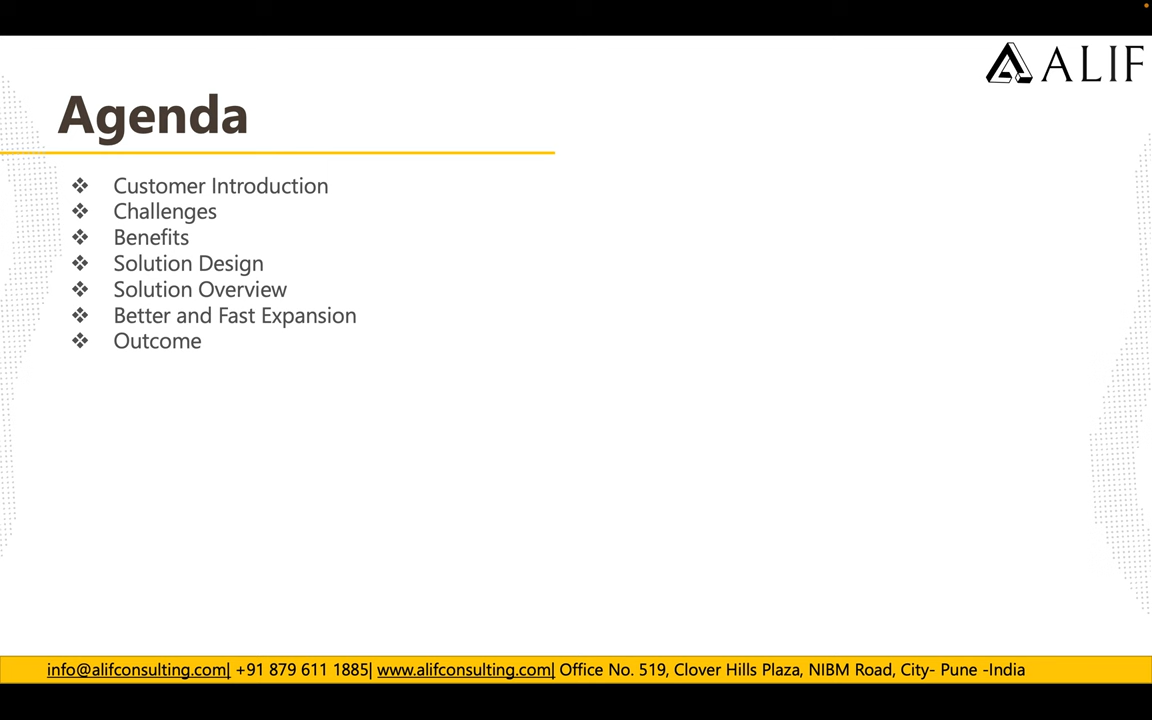 ALIF
Agenda
❖ Customer Introduction
❖ Challenges
❖ Benefits
❖ Solution Design
❖ Solution Overview
❖ Better and Fast Expansion
❖ Outcome
info@alifconsulting.com| +91 879 611 1885| www.alifconsulting.com| Office No. 519, Clover Hills Plaza, NIBM Road, City- Pune -India